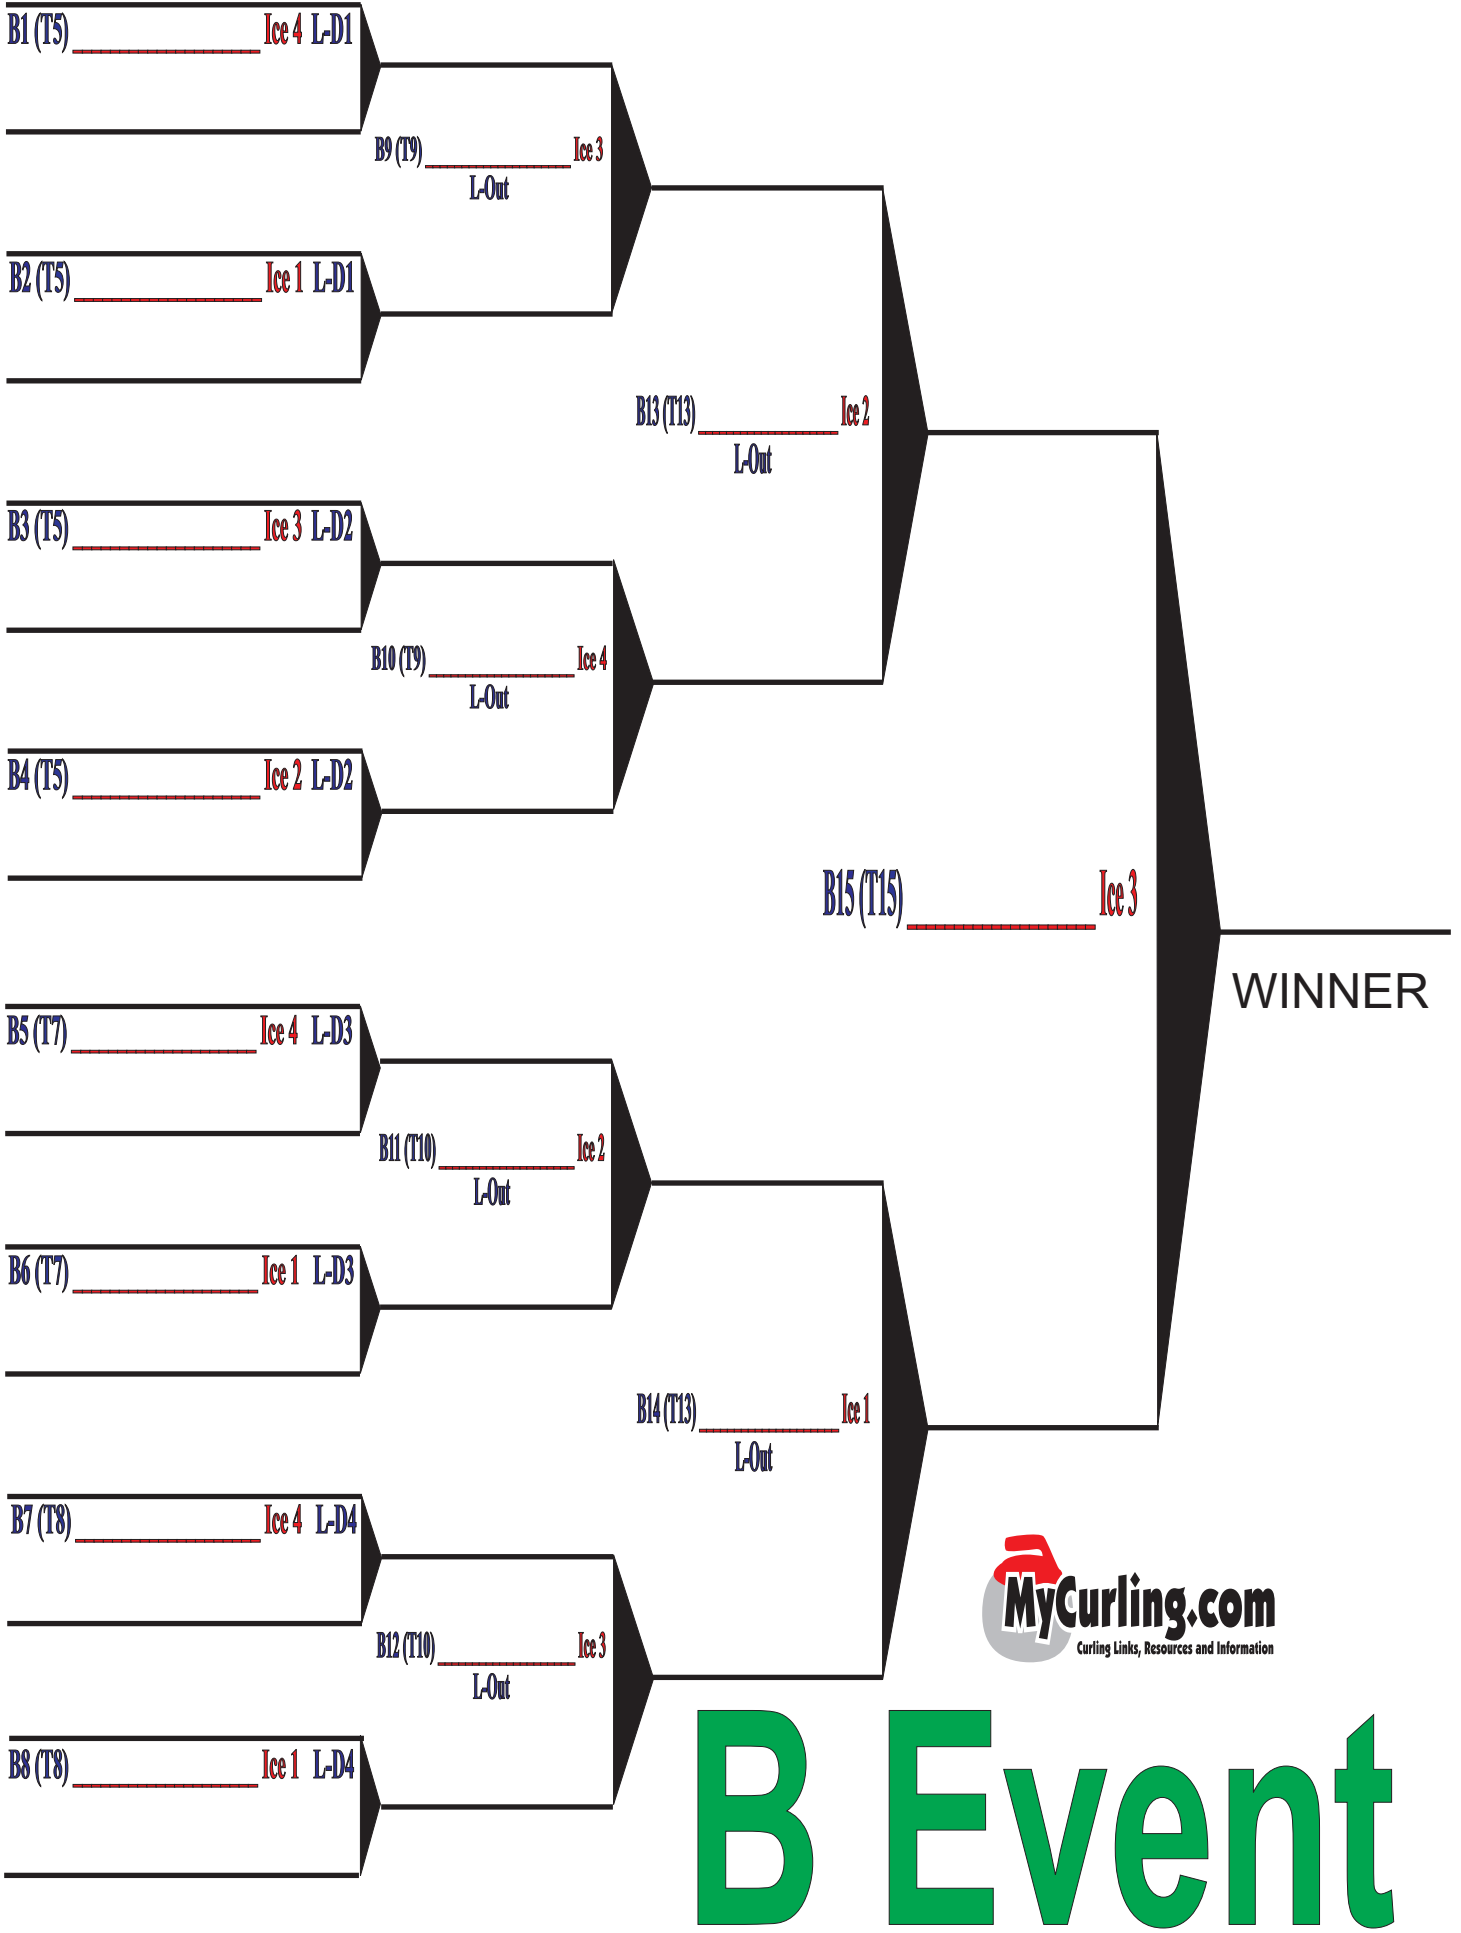 B1 (T5) Ice 4 L-D1
B9 (T9) Ice 3
L-Out
B2 (T5) Ice 1 L-D1
B13 (T13) Ice 2
L-Out
B3 (T5) Ice 3 L-D2
B10 (T9) Ice 4
L-Out
B4 (T5) Ice 2 L-D2
B15 (T15) Ice 3
WINNER
B5 (T7) Ice 4 L-D3
B11 (T10) Ice 2
L-Out
B6 (T7) Ice 1 L-D3
B14 (T13) Ice 1
L-Out
B7 (T8) Ice 4 L-D4
MyCurling.com
Curling Links, Resources and Information
B12 (T10) Ice 3
L-Out
B8 (T8) Ice 1 L-D4
B Event